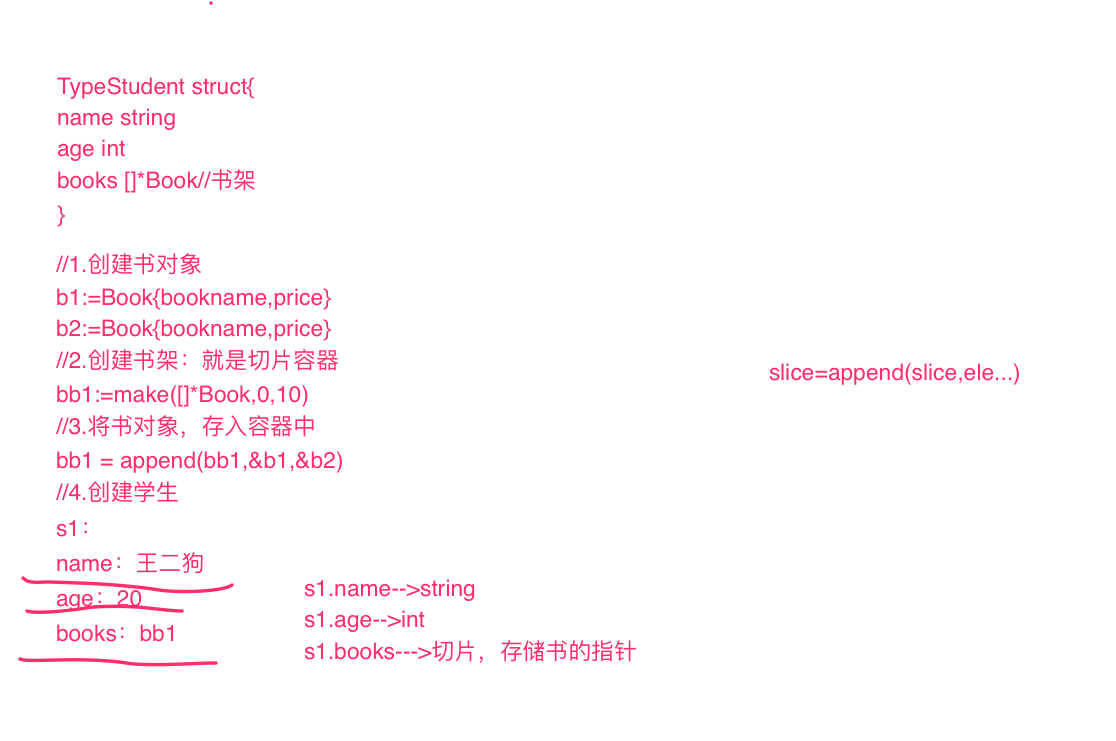 TypeStudent struct{
name string
age int
books []*Book//书架
}
//1.创建书对象
b1:=Book{bookname,price}
b2:=Book{bookname,price}
//2.创建书架：就是切片容器
bb1:=make([]*Book,0,10)
//3.将书对象，存入容器中
bb1 = append(bb1,&b1,&b2)
//4.创建学生
s1：
name：王二狗
age：20
books：bb1
s1.name-->string
s1.age-->int
s1.books--->切片，存储书的指针
slice=append(slice,ele...)